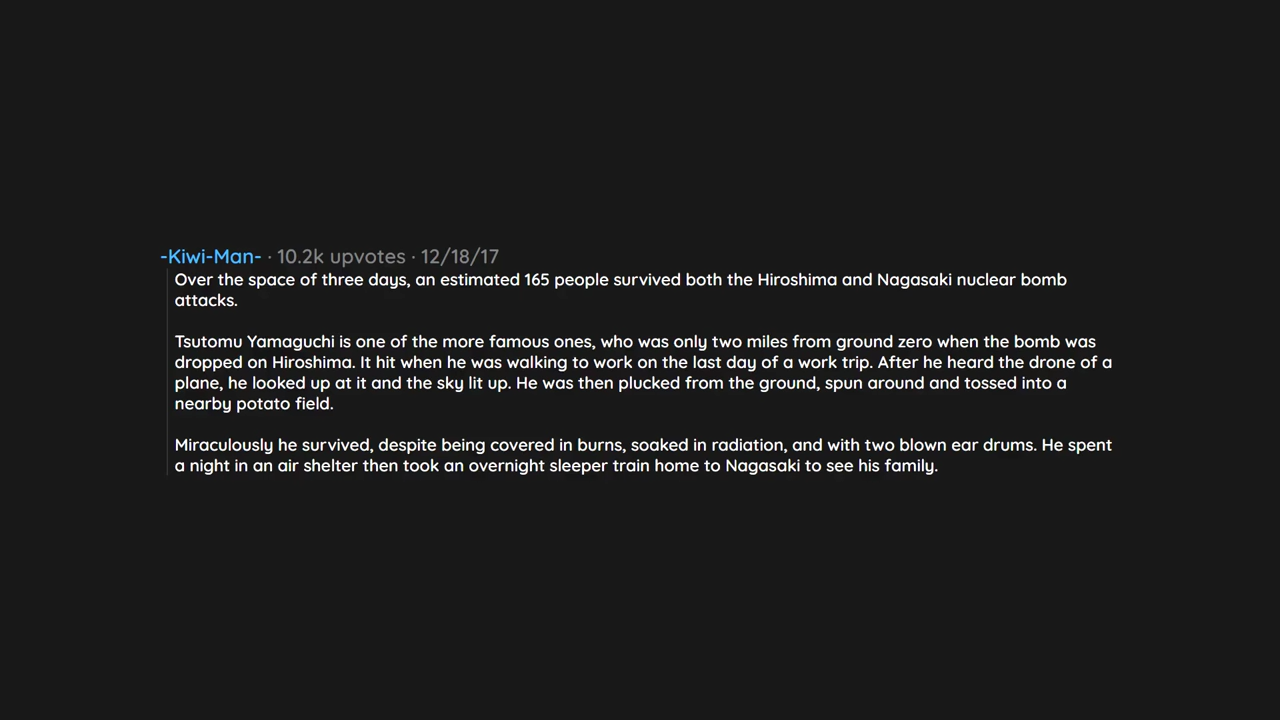 -Kiwi-Man- · 10.2k upvotes · 12/18/17
Over the space of three days, an estimated 165 people survived both the Hiroshima and Nagasaki nuclear bomb
attacks.
Tsutomu Yamaguchi is one of the more famous ones, who was only two miles from ground zero when the bomb was
dropped on Hiroshima. It hit when he was walking to work on the last day of a work trip. After he heard the drone of a
plane, he looked up at it and the sky lit up. He was then plucked from the ground, spun around and tossed into a
nearby potato field.
Miraculously he survived, despite being covered in burns, soaked in radiation, and with two blown ear drums. He spent
a night in an air shelter then took an overnight sleeper train home to Nagasaki to see his family.